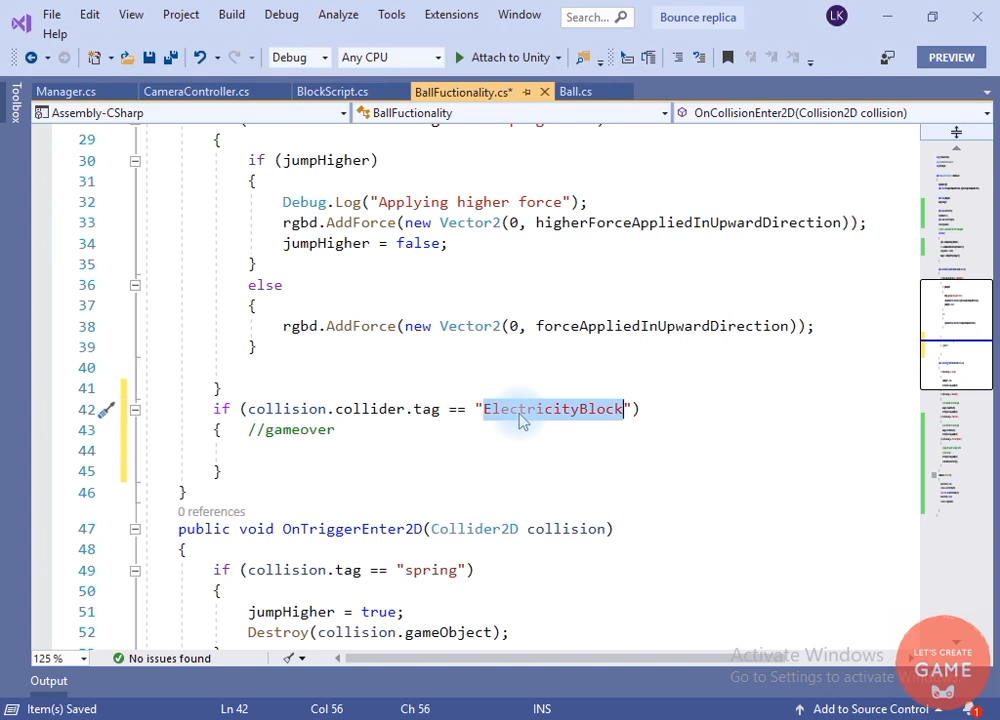 File Edit View Project Build Debug Analyze Tools Extensions Window Search... Bounce replica LK
Help
Debug Any CPU Attach to Unity PREVIEW
Toolbox
Manager.cs CameraController.cs BlockScript.cs BallFuctionality.cs* Ball.cs
Assembly-CSharp BallFuctionality OnCollisionEnter2D(Collision2D collision)
29 {
30 if (jumpHigher)
31 {
32 Debug.Log("Applying higher force");
33 rgbd.AddForce(new Vector2(0, higherForceAppliedInUpwardDirection));
34 jumpHigher = false;
35 }
36 else
37 {
38 rgbd.AddForce(new Vector2(0, forceAppliedInUpwardDirection));
39 }
40
41 }
42 if (collision.collider.tag == "ElectricityBlock")
43 { //gameover
44
45 }
46 }
0 references
47 public void OnTriggerEnter2D(Collider2D collision)
48 {
49 if (collision.tag == "spring")
50 {
51 jumpHigher = true;
52 Destroy(collision.gameObject);
125 % No issues found
Activate Windows
Go to Settings to activate
LET'S CREATE
GAME
Output
Item(s) Saved Ln 42 Col 56 Ch 56 INS Add to Source Control 1